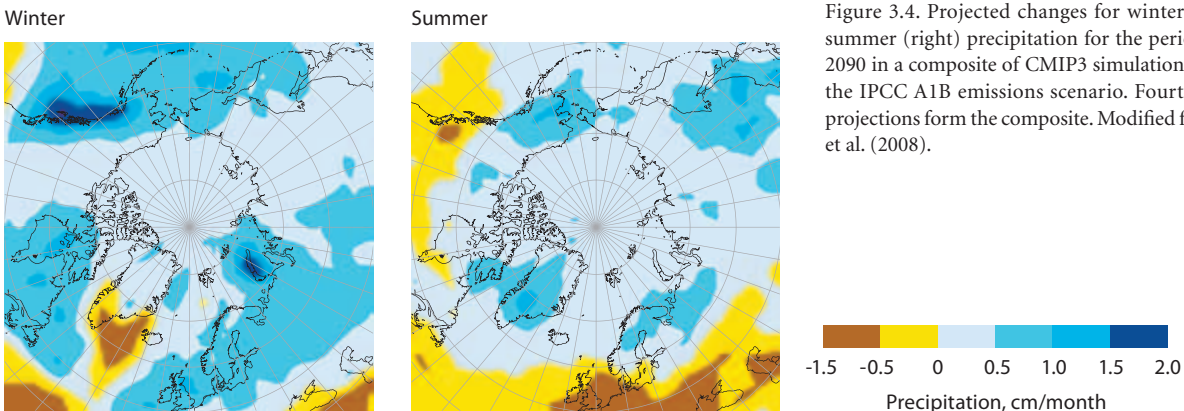 Winter
Summer
Figure 3.4. Projected changes for winter
summer (right) precipitation for the peri
2090 in a composite of CMIP3 simulation
the IPCC A1B emissions scenario. Fourt
projections form the composite. Modified f
et al. (2008).
-1.5 -0.5 0 0.5 1.0 1.5 2.0
Precipitation, cm/month